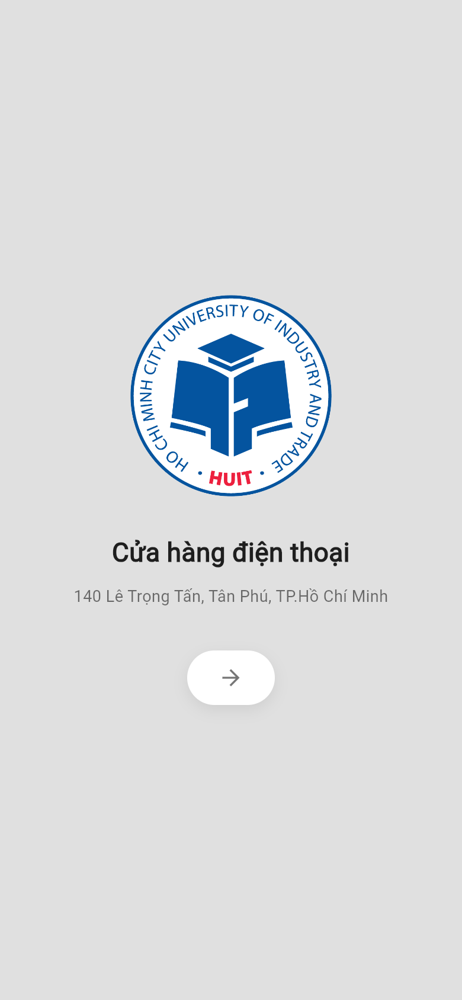 HO CHI MINH CITY UNIVERSITY OF INDUSTRY AND TRADE
• HUIT •
Cửa hàng điện thoại
140 Lê Trọng Tấn, Tân Phú, TP.Hồ Chí Minh